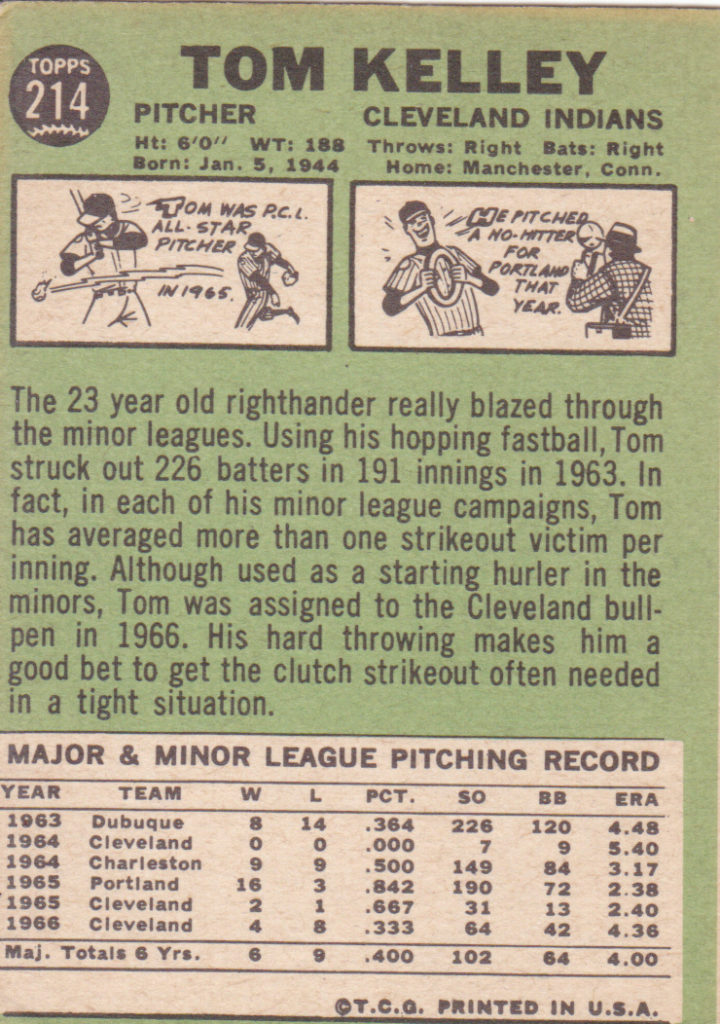 TOPPS
214
TOM KELLEY
PITCHER CLEVELAND INDIANS
Ht: 6'0" WT: 188 Throws: Right Bats: Right
Born: Jan. 5, 1944 Home: Manchester, Conn.
TOM WAS P.C.L.
ALL-STAR
PITCHER
IN 1965.
HE PITCHED
A NO-HITTER
FOR
PORTLAND
THAT
YEAR.
The 23 year old righthander really blazed through
the minor leagues. Using his hopping fastball, Tom
struck out 226 batters in 191 innings in 1963. In
fact, in each of his minor league campaigns, Tom
has averaged more than one strikeout victim per
inning. Although used as a starting hurler in the
minors, Tom was assigned to the Cleveland bull-
pen in 1966. His hard throwing makes him a
good bet to get the clutch strikeout often needed
in a tight situation.
MAJOR & MINOR LEAGUE PITCHING RECORD
YEAR TEAM W L PCT. SO BB ERA
1963 Dubuque 8 14 .364 226 120 4.48
1964 Cleveland 0 0 .000 7 9 5.40
1964 Charleston 9 9 .500 149 84 3.17
1965 Portland 16 3 .842 190 72 2.38
1965 Cleveland 2 1 .667 31 13 2.40
1966 Cleveland 4 8 .333 64 42 4.36
Maj. Totals 6 Yrs. 6 9 .400 102 64 4.00
©T.C.G. PRINTED IN U.S.A.